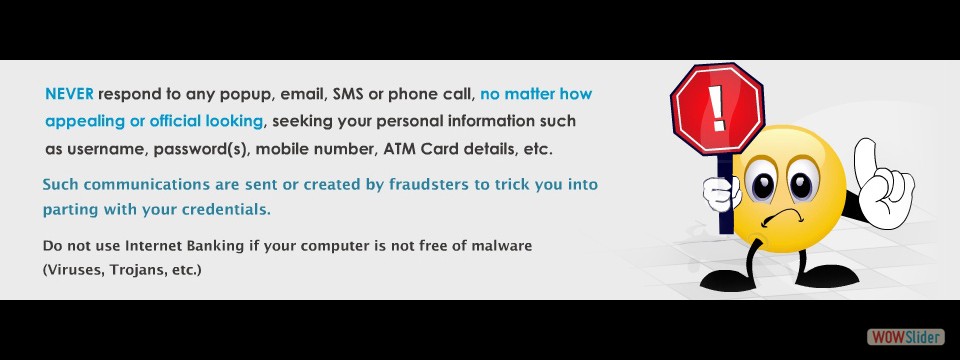 NEVER respond to any popup, email, SMS or phone call, no matter how
appealing or official looking, seeking your personal information such
as username, password(s), mobile number, ATM Card details, etc.
Such communications are sent or created by fraudsters to trick you into
parting with your credentials.
Do not use Internet Banking if your computer is not free of malware
(Viruses, Trojans, etc.)
!
WOWSlider